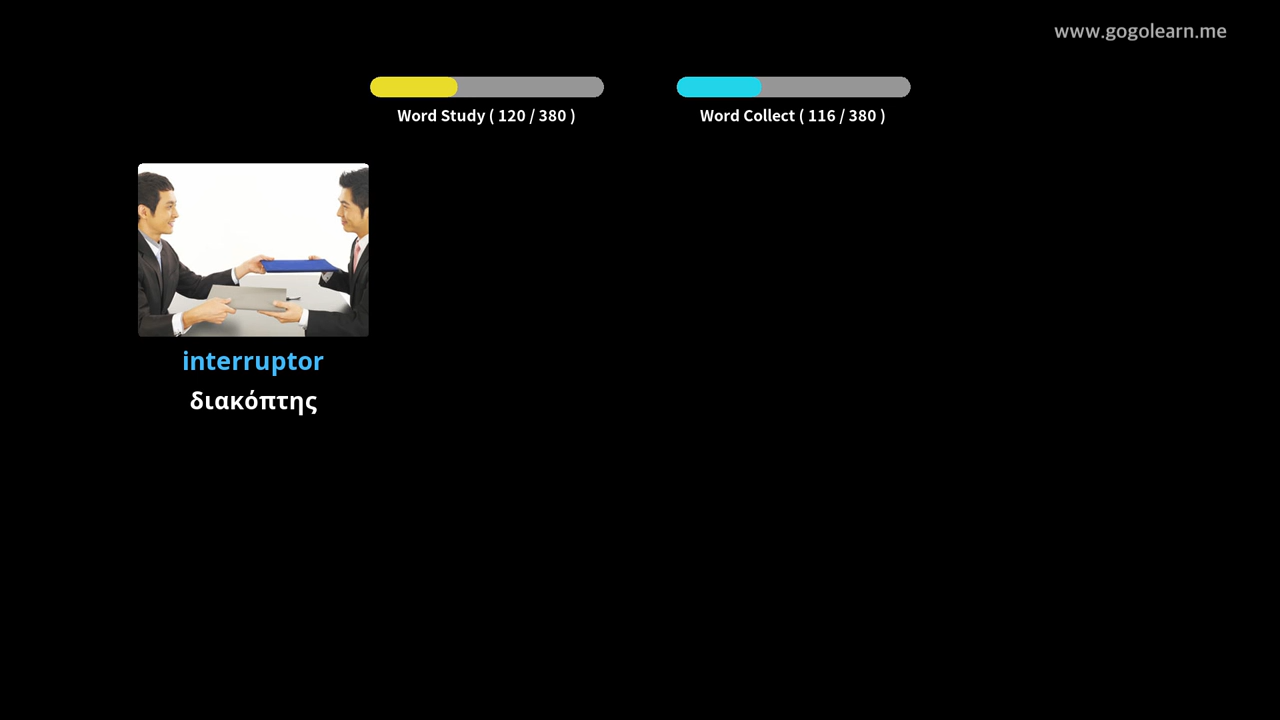 www.gogolearn.me
Word Study ( 120 / 380 )
Word Collect ( 116 / 380 )
interruptor
διακόπτης